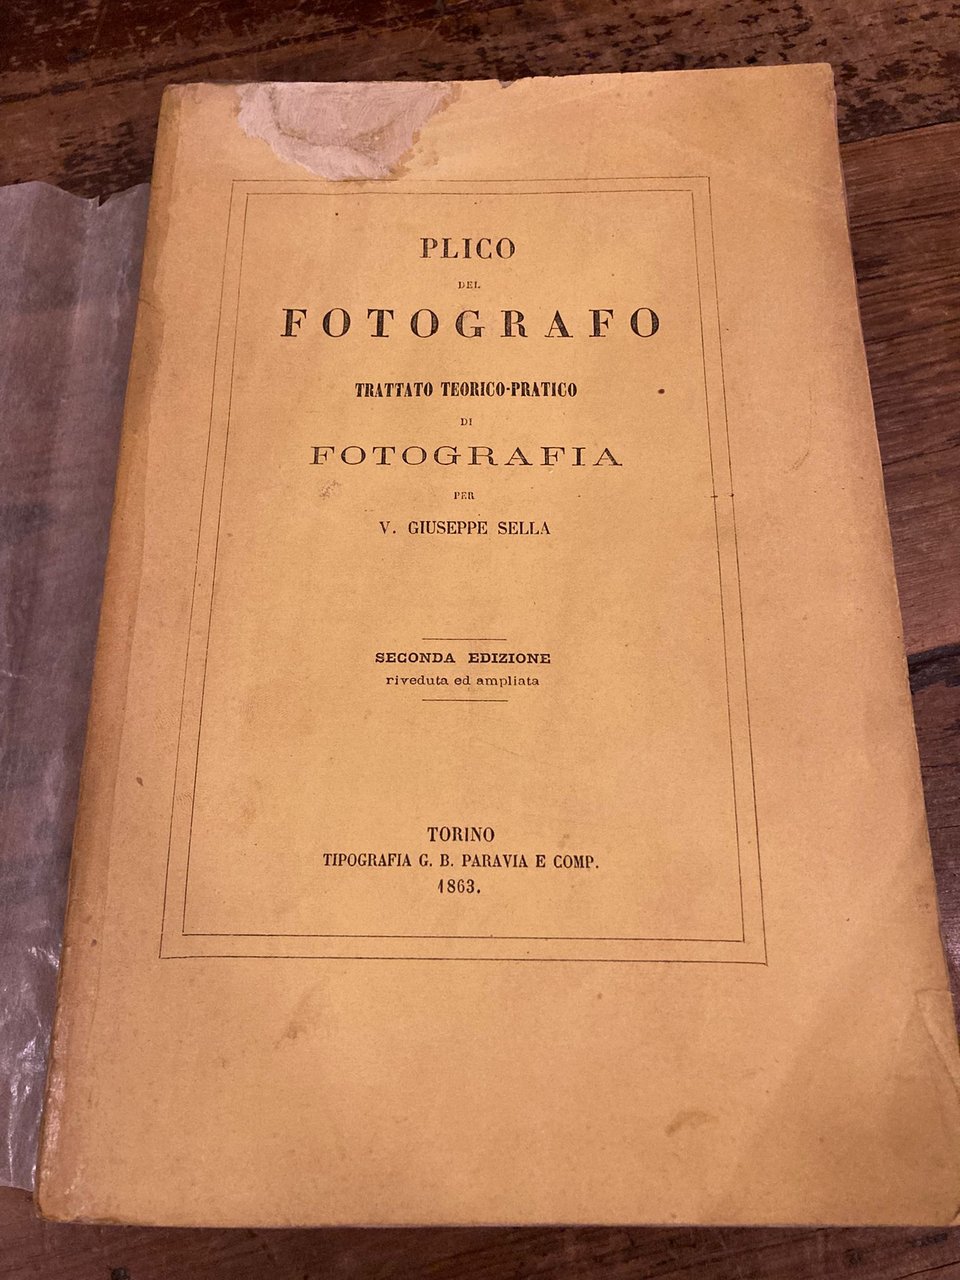 PLICO
DEL
FOTOGRAFO
TRATTATO TEORICO-PRATICO
DI
FOTOGRAFIA
PER
V. GIUSEPPE SELLA
SECONDA EDIZIONE
riveduta ed ampliata
TORINO
TIPOGRAFIA G. B. PARAVIA E COMP.
1863.